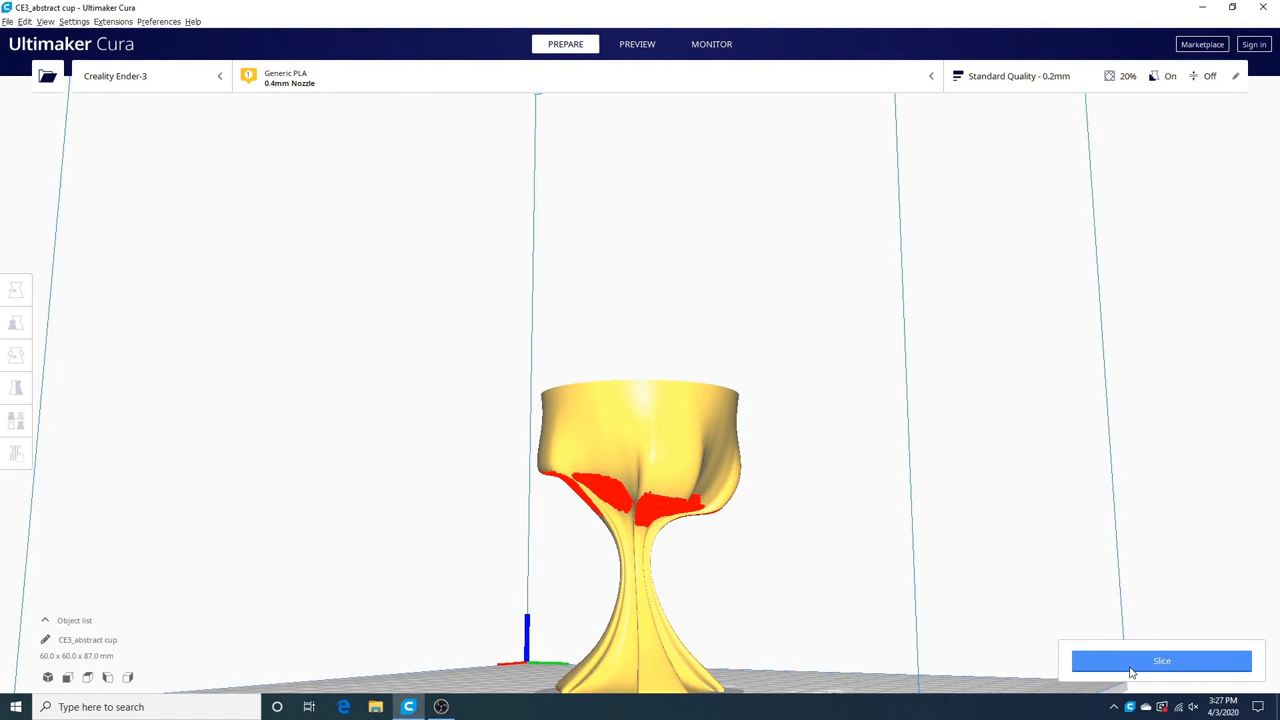 CE3_abstract cup - Ultimaker Cura
File Edit View Settings Extensions Preferences Help
Ultimaker Cura
PREPARE PREVIEW MONITOR
Marketplace Sign in
Creality Ender-3
1
Generic PLA
0.4mm Nozzle
Standard Quality - 0.2mm
20% On Off
Object list
CE3_abstract cup
60.0 x 60.0 x 87.0 mm
Slice
Type here to search
3:27 PM
4/3/2020